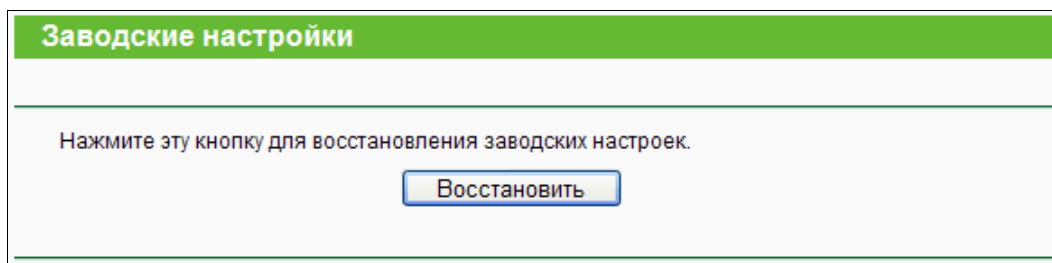 Заводские настройки
Нажмите эту кнопку для восстановления заводских настроек.
Восстановить